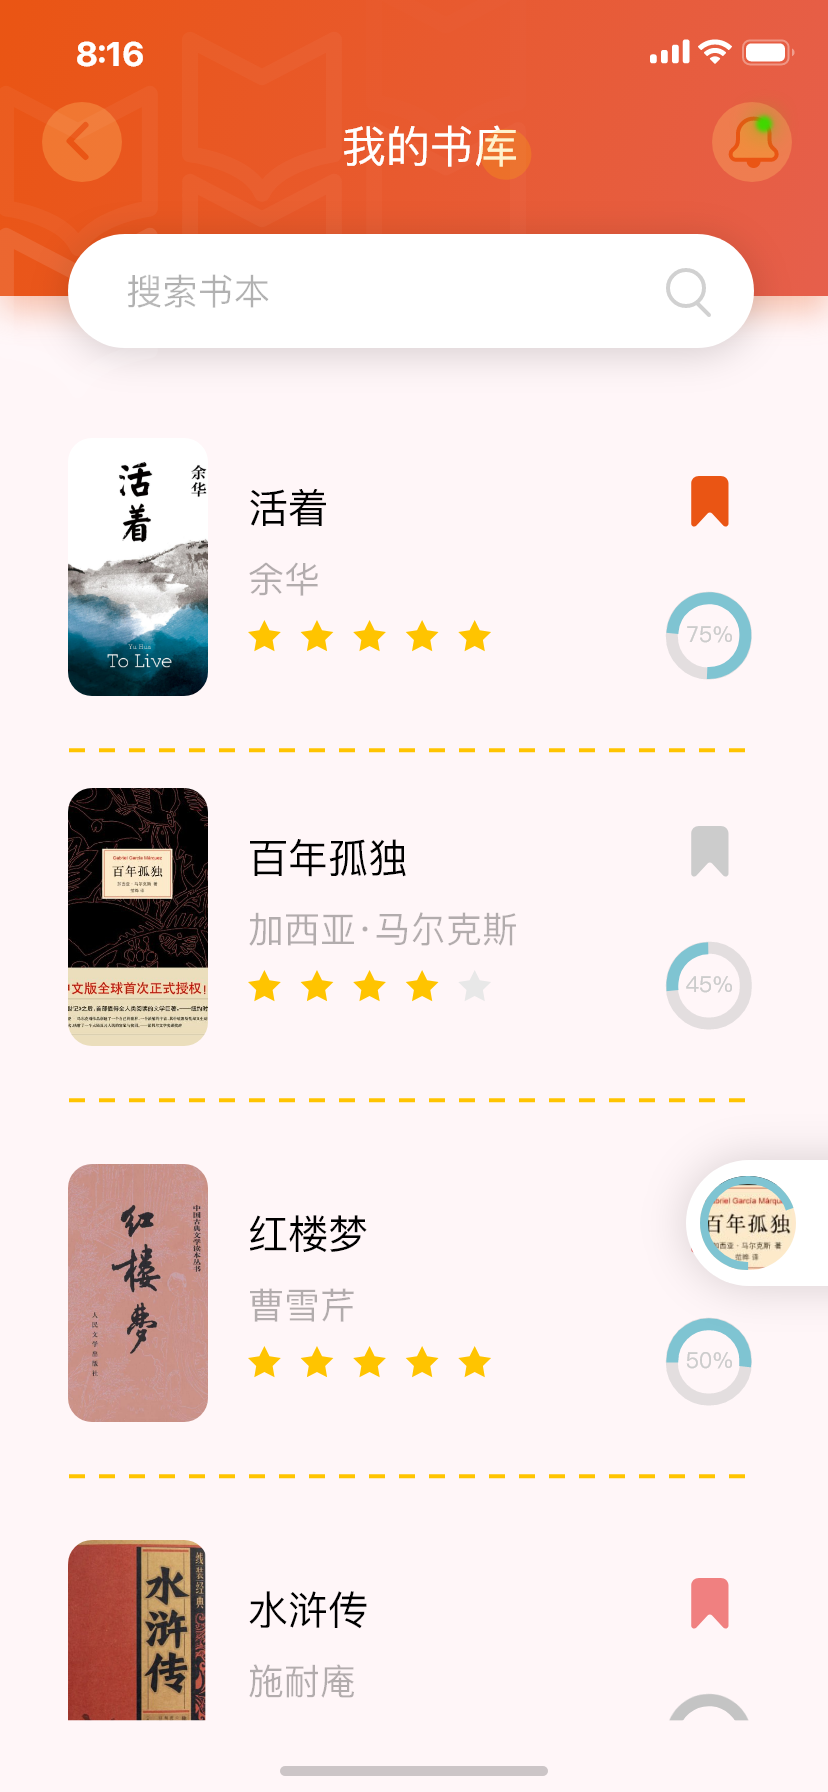 8:16
我的书库
搜索书本
活着
余华
Yu Hua
To Live
活着
余华
75%
Gabriel García Márquez
百年孤独
加西亚·马尔克斯 著
范晔 译
中文版全球首次正式授权!
百年孤独
加西亚·马尔克斯
45%
红楼梦
中国古典文学读本丛书
人民文学出版社
红楼梦
曹雪芹
50%
briel García Márqu
百年孤独
加西亚·马尔克斯 著
范晔 译
水浒传
线装经典
水浒传
施耐庵